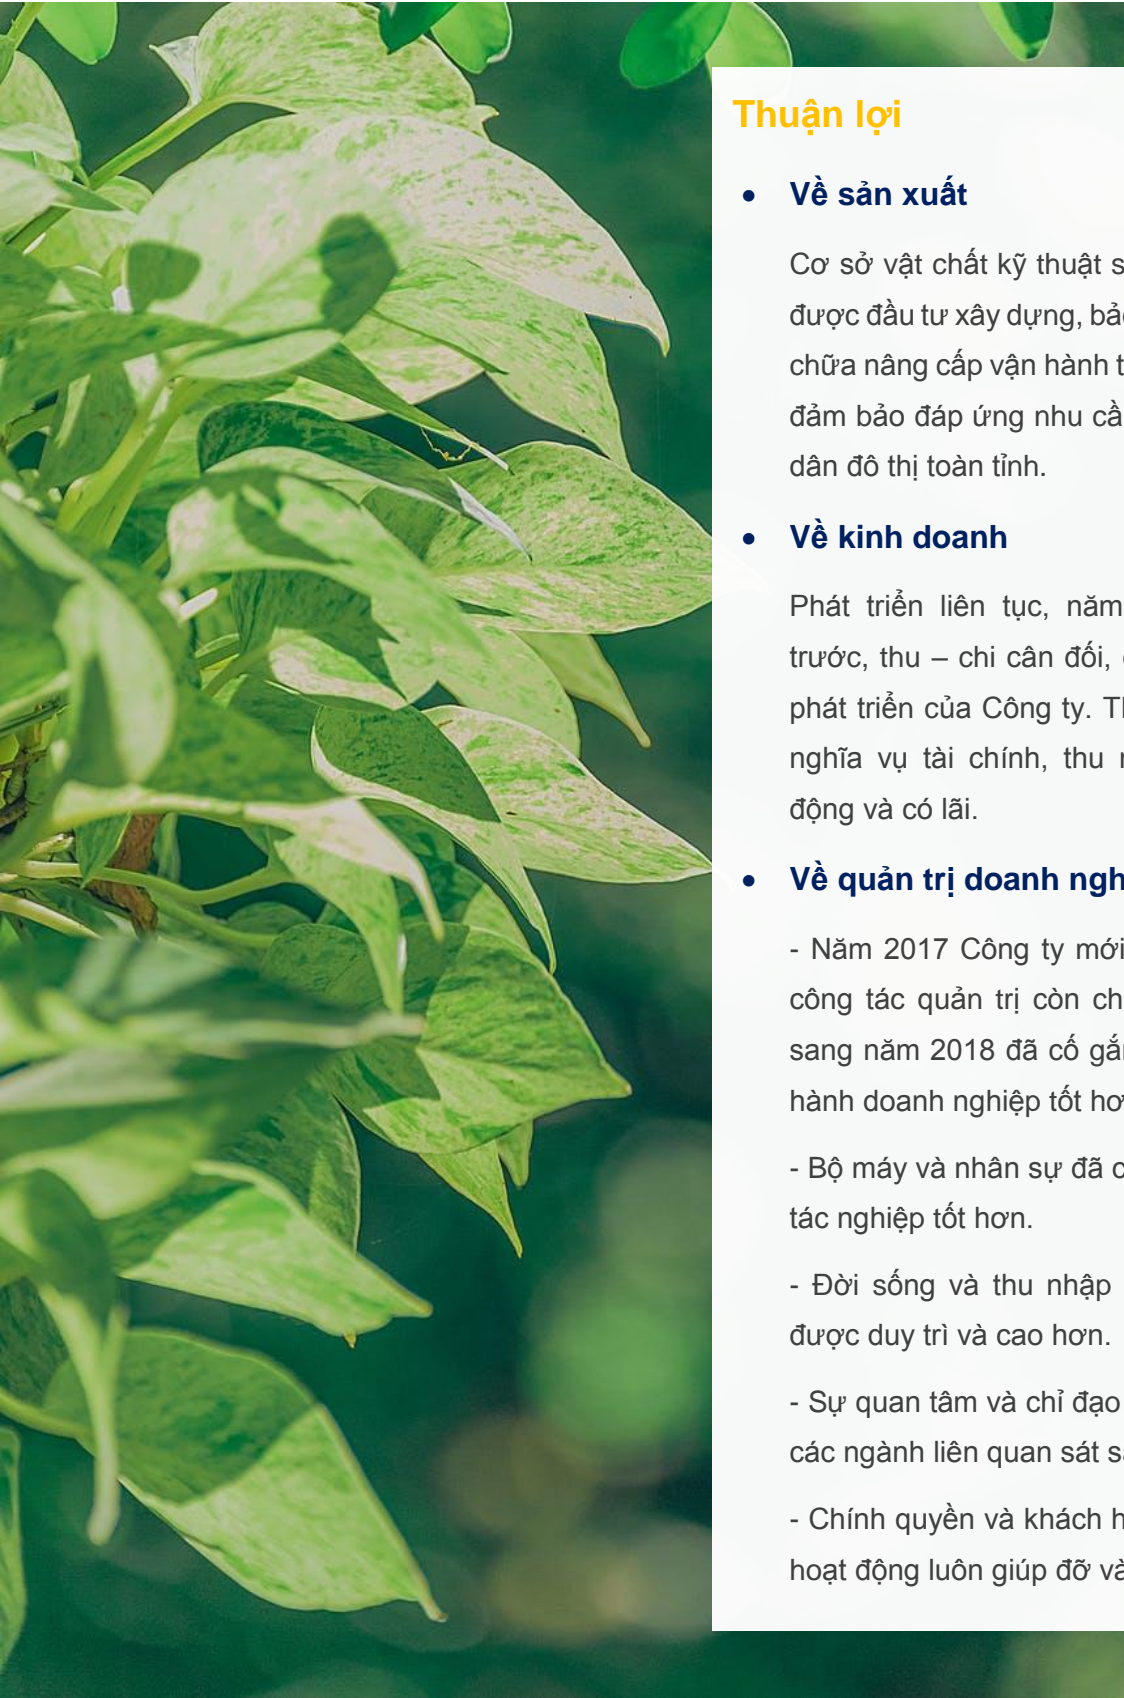 Thuận lợi
• Về sản xuất
Cơ sở vật chất kỹ thuật
được đầu tư xây dựng,
chữa nâng cấp vận hành
đảm bảo đáp ứng nhu
dân đô thị toàn tỉnh.
• Về kinh doanh
Phát triển liên tục, năm
trước, thu – chi cân đối,
phát triển của Công ty.
nghĩa vụ tài chính, thu
động và có lãi.
• Về quản trị doanh
- Năm 2017 Công ty mới
công tác quản trị còn
sang năm 2018 đã cố
hành doanh nghiệp tốt
- Bộ máy và nhân sự đã
tác nghiệp tốt hơn.
- Đời sống và thu nhập
được duy trì và cao hơn.
- Sự quan tâm và chỉ đạo
các ngành liên quan sát
- Chính quyền và khách
hoạt động luôn giúp đỡ